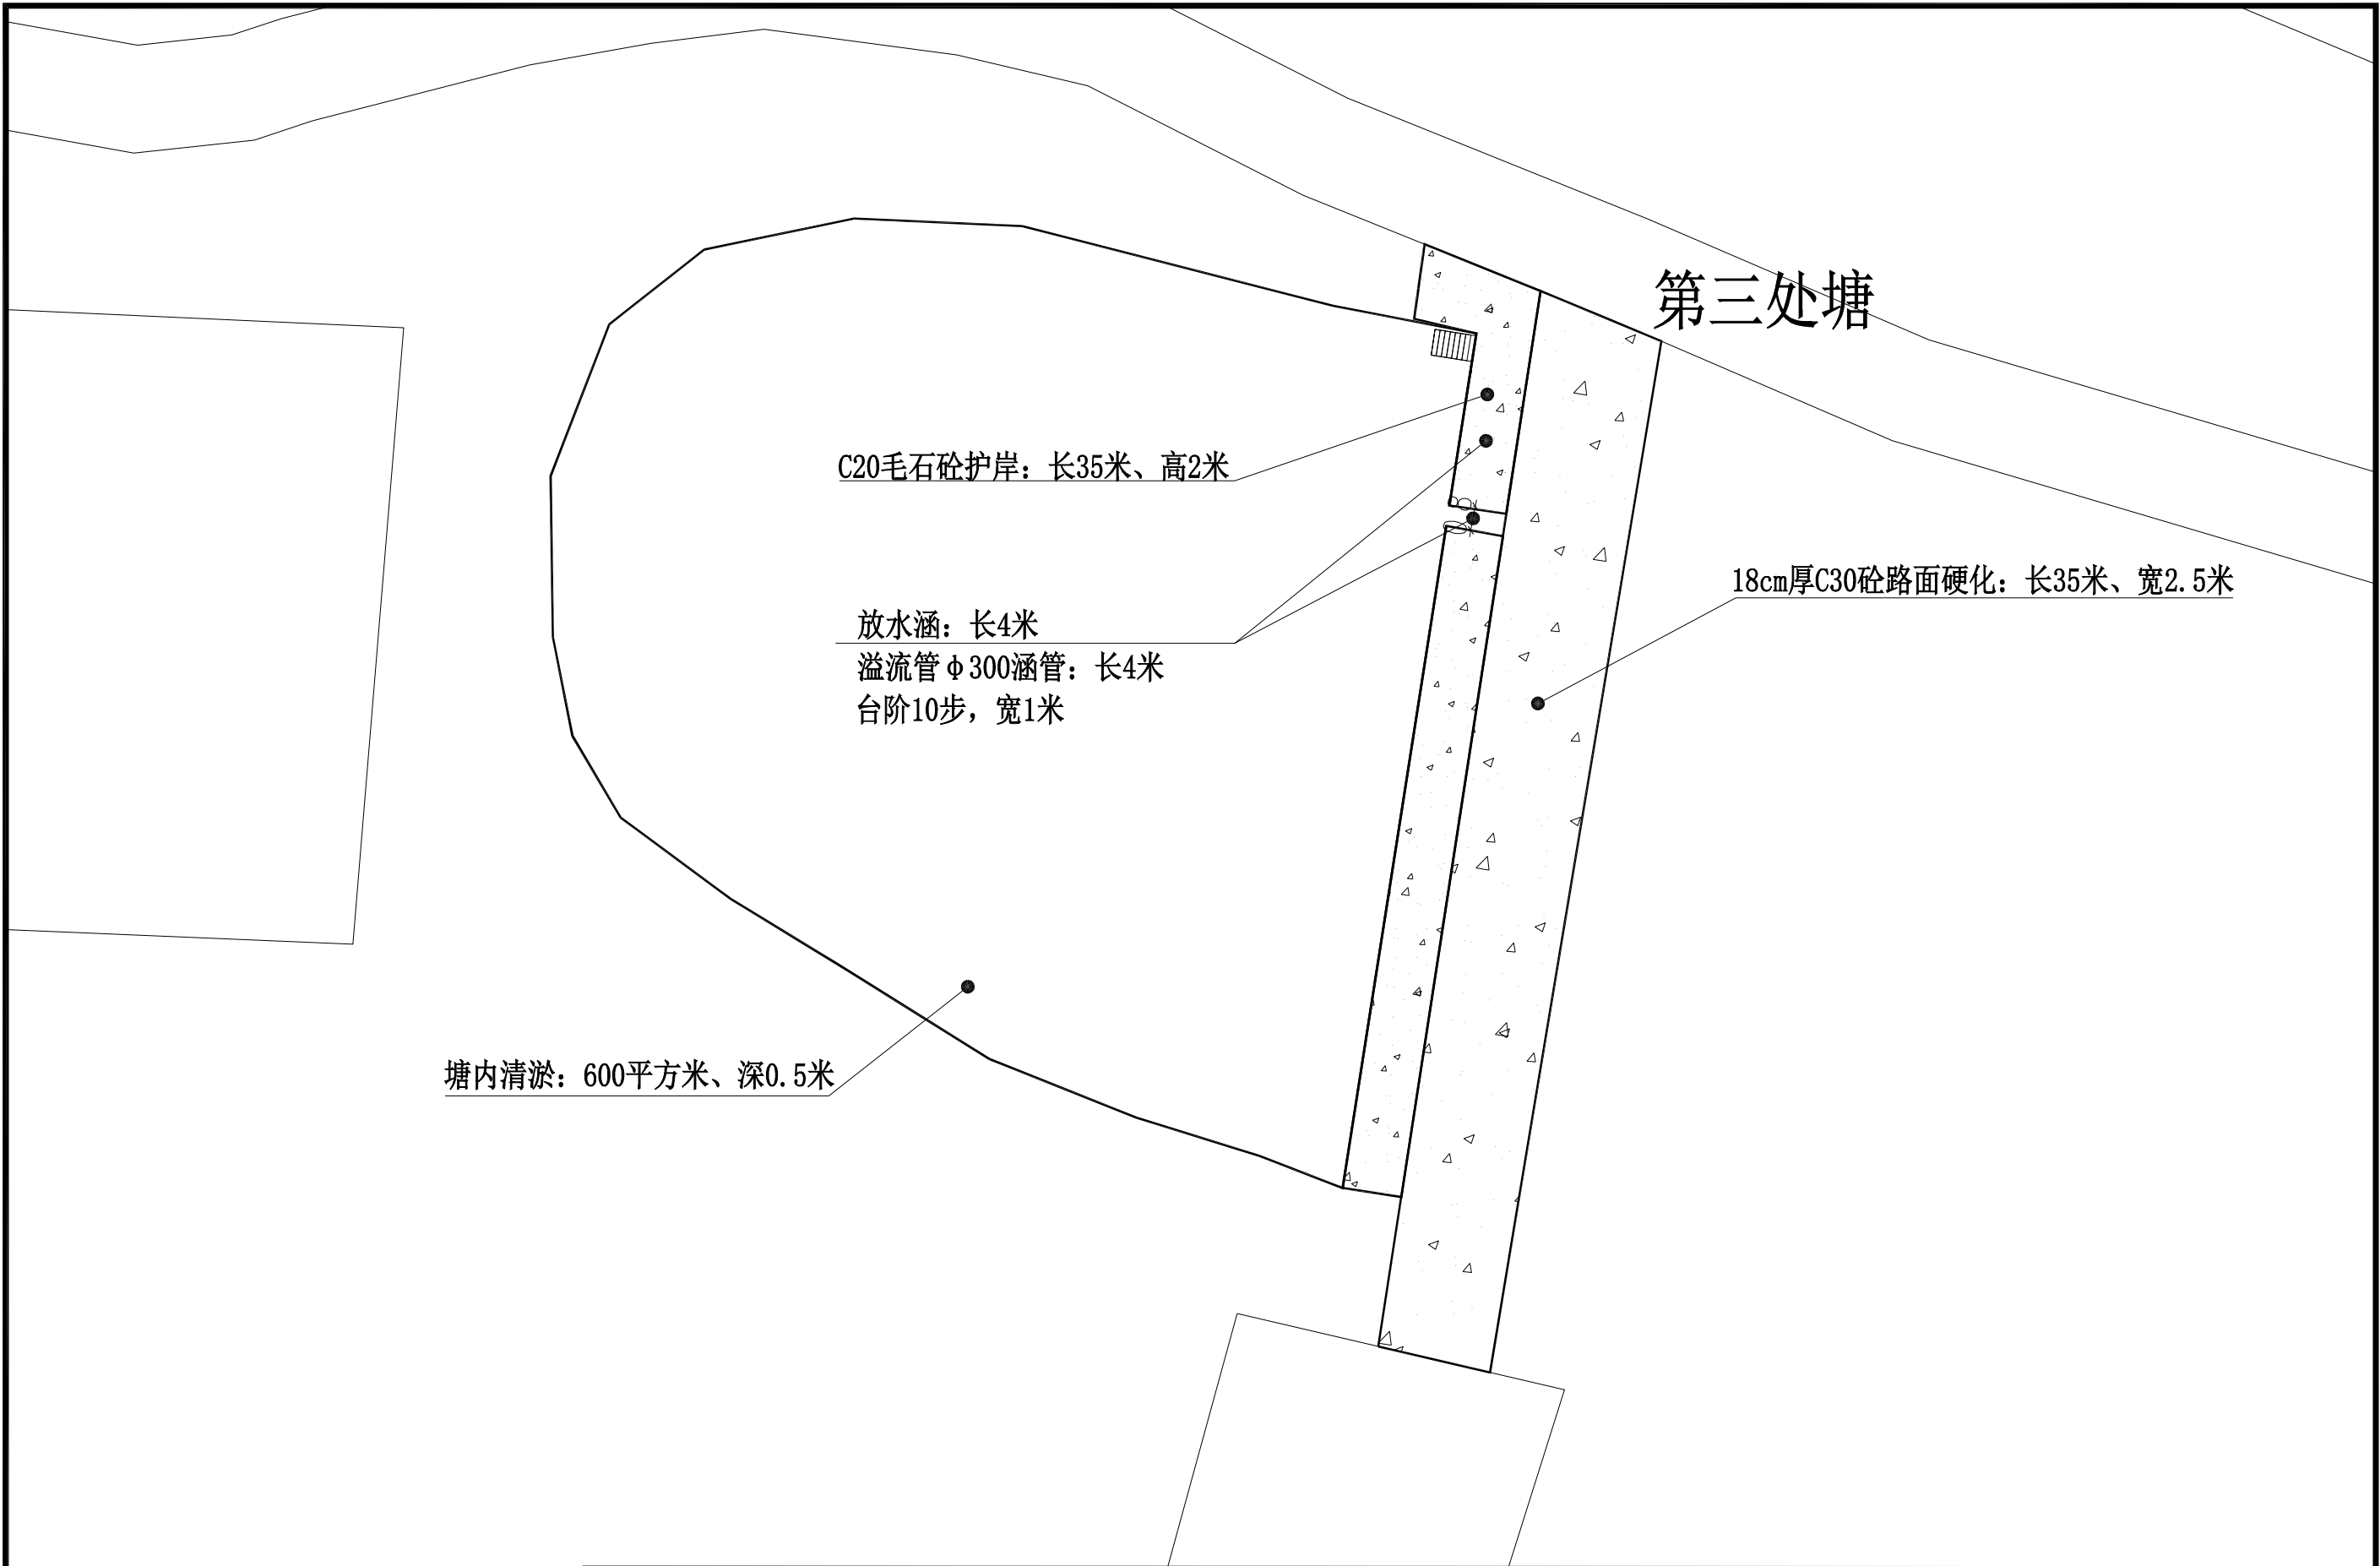 第三处塘
C20毛石砼护岸：长35米、高2米
18cm厚C30砼路面硬化：长35米、宽2.5米
放水涵：长4米
溢流管φ300涵管：长4米
台阶10步，宽1米
塘内清淤：600平方米、深0.5米